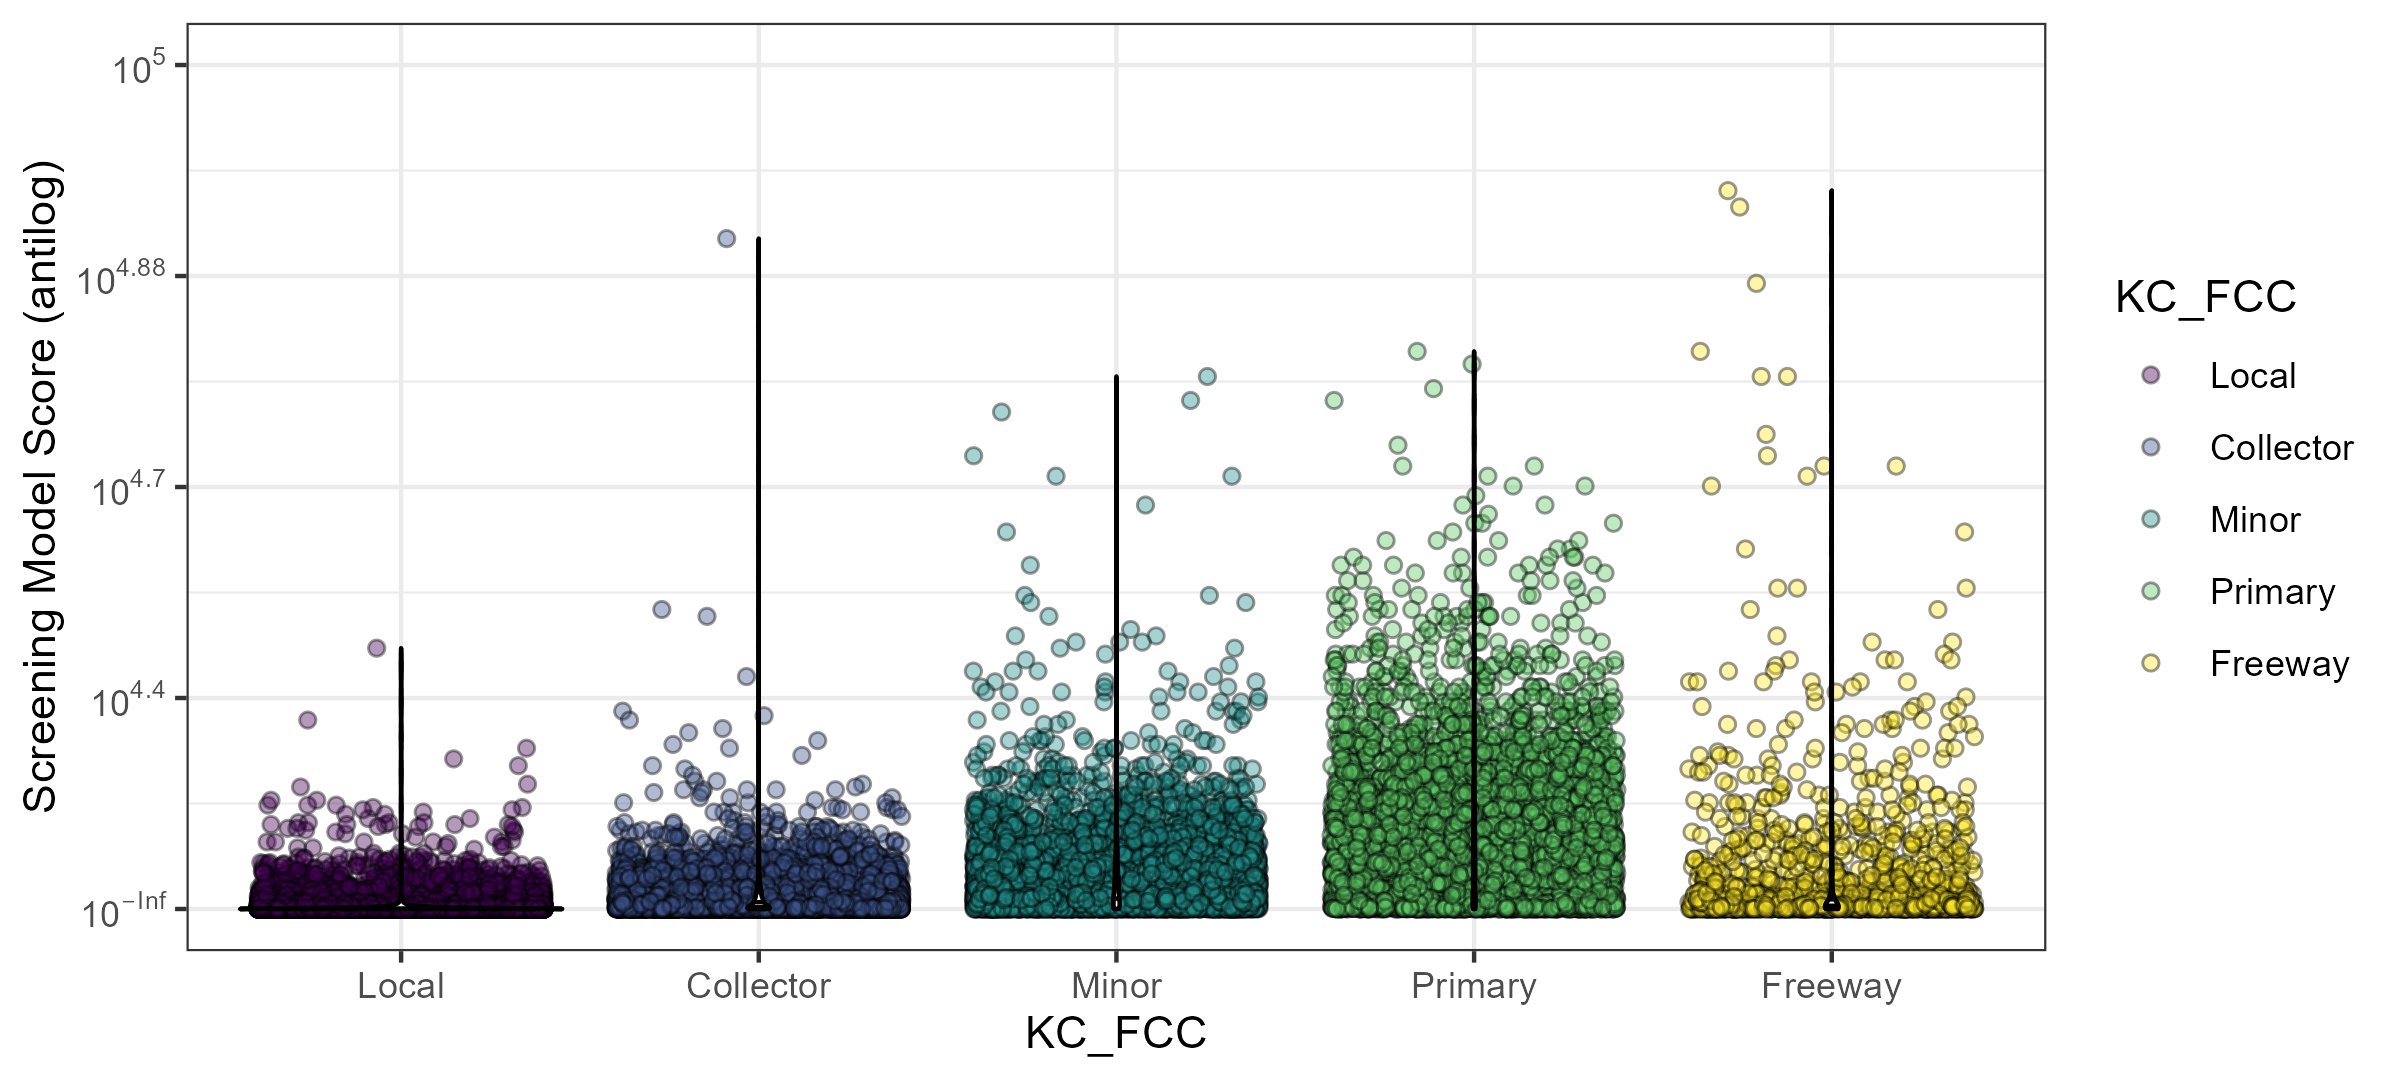 Screening Model Score (antilog)
10^5
10^4.88
10^4.7
10^4.4
10^−Inf
Local Collector Minor Primary Freeway
KC_FCC
KC_FCC
Local
Collector
Minor
Primary
Freeway